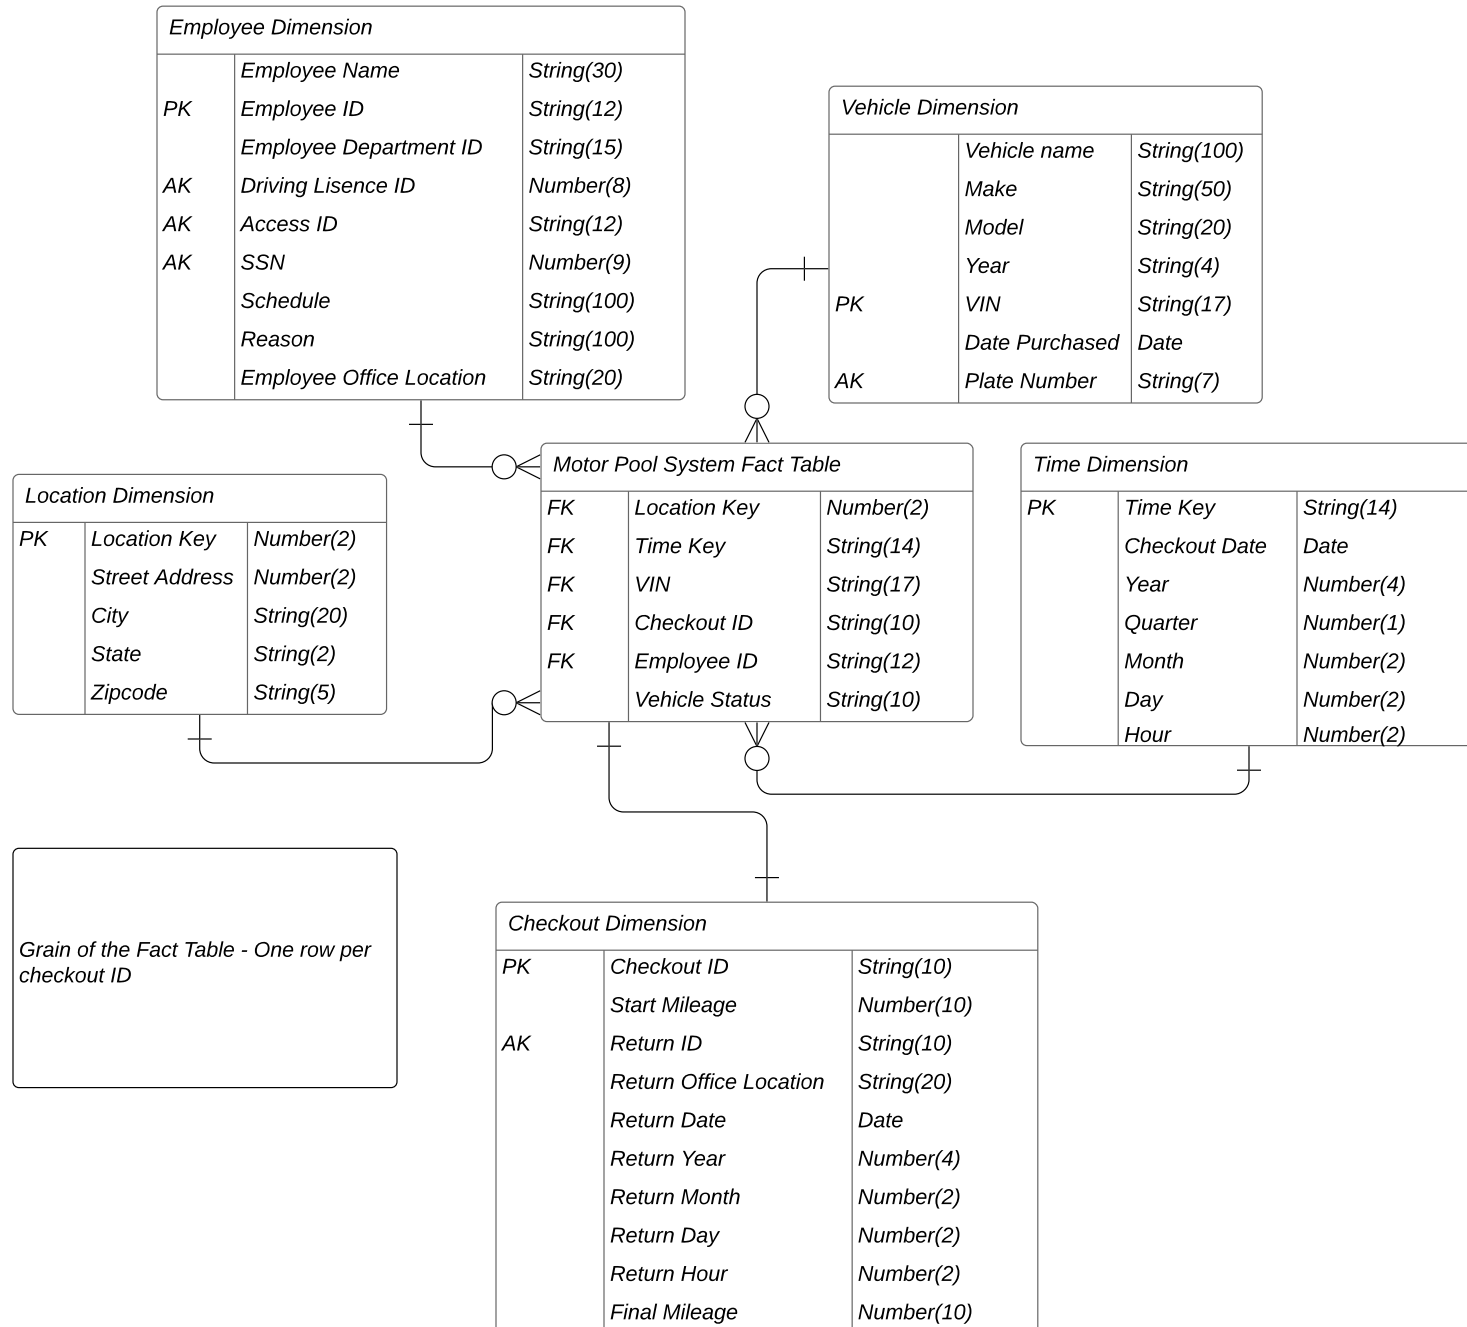 Employee Dimension
Employee Name String(30)
PK Employee ID String(12)
Employee Department ID String(15)
AK Driving Lisence ID Number(8)
AK Access ID String(12)
AK SSN Number(9)
Schedule String(100)
Reason String(100)
Employee Office Location String(20)
Vehicle Dimension
Vehicle name String(100)
Make String(50)
Model String(20)
Year String(4)
PK VIN String(17)
Date Purchased Date
AK Plate Number String(7)
Location Dimension
PK Location Key Number(2)
Street Address Number(2)
City String(20)
State String(2)
Zipcode String(5)
Motor Pool System Fact Table
FK Location Key Number(2)
FK Time Key String(14)
FK VIN String(17)
FK Checkout ID String(10)
FK Employee ID String(12)
Vehicle Status String(10)
Time Dimension
PK Time Key String(14)
Checkout Date Date
Year Number(4)
Quarter Number(1)
Month Number(2)
Day Number(2)
Hour Number(2)
Grain of the Fact Table - One row per
checkout ID
Checkout Dimension
PK Checkout ID String(10)
Start Mileage Number(10)
AK Return ID String(10)
Return Office Location String(20)
Return Date Date
Return Year Number(4)
Return Month Number(2)
Return Day Number(2)
Return Hour Number(2)
Final Mileage Number(10)